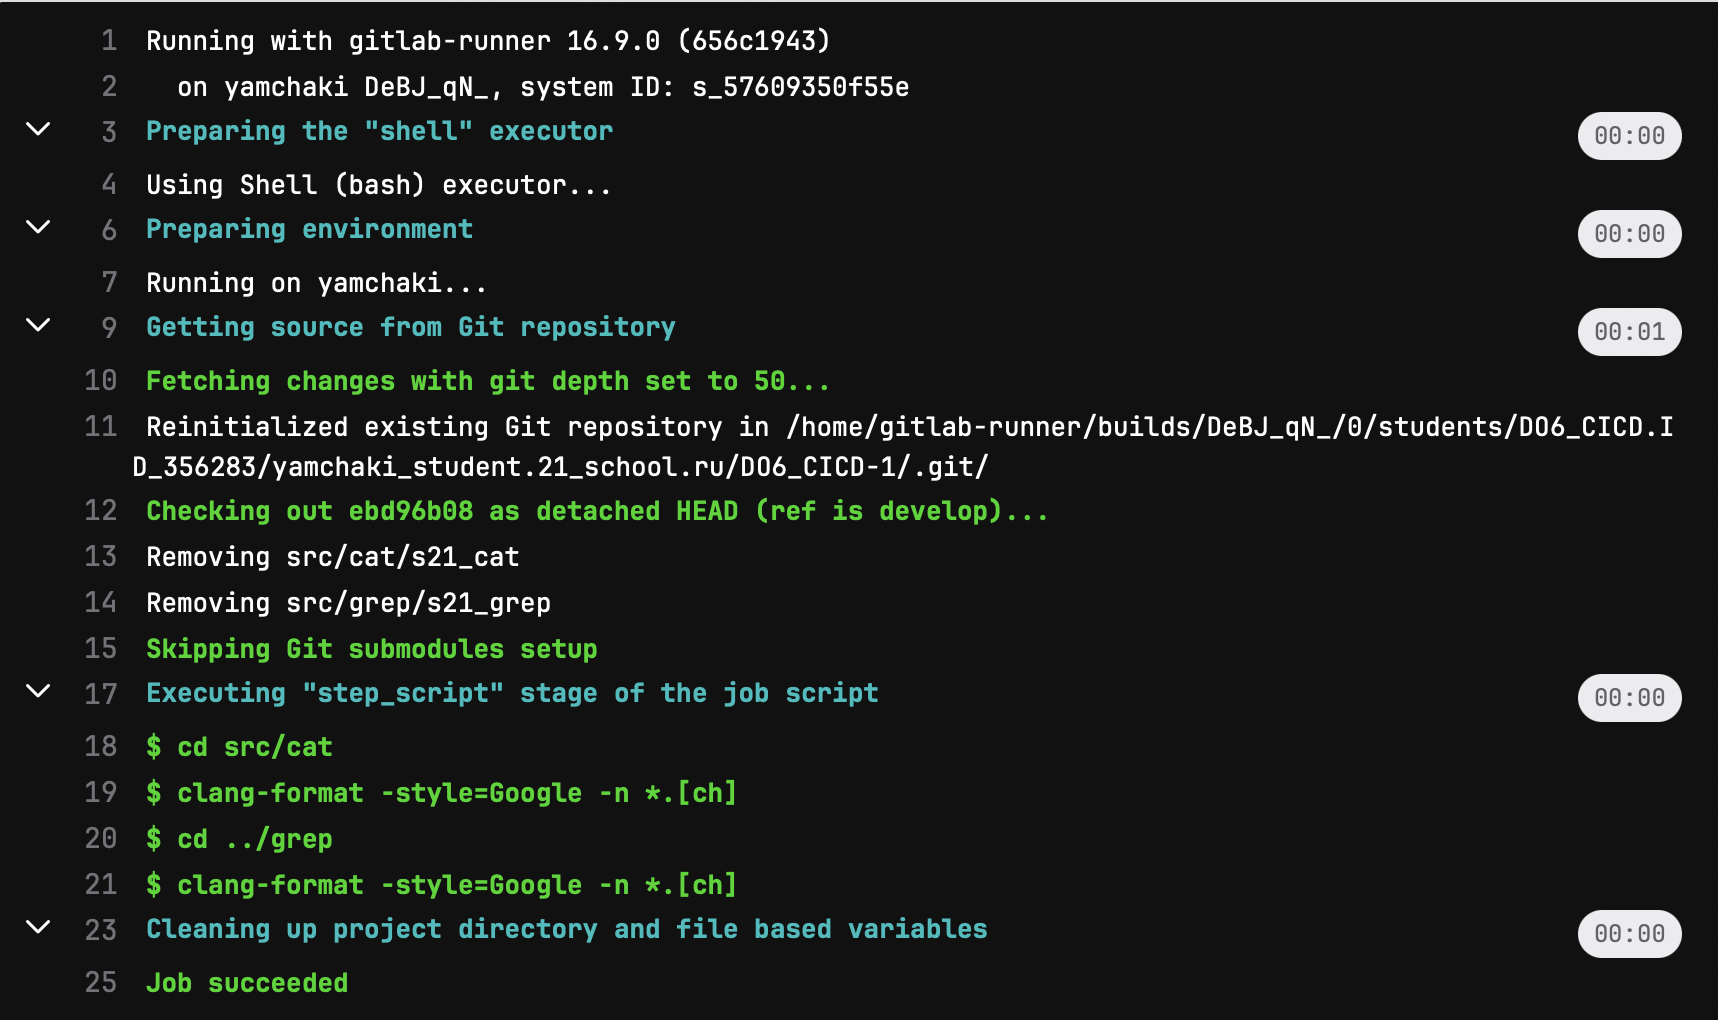 1 Running with gitlab-runner 16.9.0 (656c1943)
2 on yamchaki DeBJ_qN_, system ID: s_57609350f55e
3 Preparing the "shell" executor 00:00
4 Using Shell (bash) executor...
6 Preparing environment 00:00
7 Running on yamchaki...
9 Getting source from Git repository 00:01
10 Fetching changes with git depth set to 50...
11 Reinitialized existing Git repository in /home/gitlab-runner/builds/DeBJ_qN_/0/students/DO6_CICD.I
D_356283/yamchaki_student.21_school.ru/DO6_CICD-1/.git/
12 Checking out ebd96b08 as detached HEAD (ref is develop)...
13 Removing src/cat/s21_cat
14 Removing src/grep/s21_grep
15 Skipping Git submodules setup
17 Executing "step_script" stage of the job script 00:00
18 $ cd src/cat
19 $ clang-format -style=Google -n *.[ch]
20 $ cd ../grep
21 $ clang-format -style=Google -n *.[ch]
23 Cleaning up project directory and file based variables 00:00
25 Job succeeded